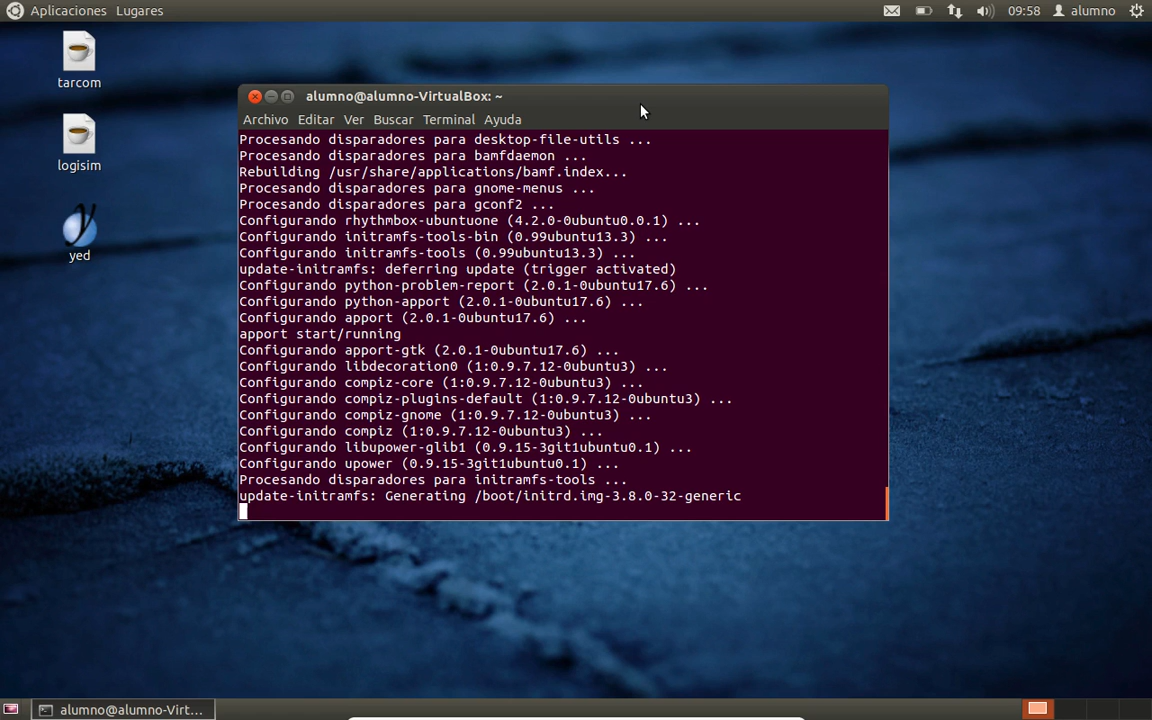 Aplicaciones Lugares
09:58 alumno
tarcom
logisim
yed
alumno@alumno-VirtualBox: ~
Archivo Editar Ver Buscar Terminal Ayuda
Procesando disparadores para desktop-file-utils ...
Procesando disparadores para bamfdaemon ...
Rebuilding /usr/share/applications/bamf.index...
Procesando disparadores para gnome-menus ...
Procesando disparadores para gconf2 ...
Configurando rhythmbox-ubuntuone (4.2.0-0ubuntu0.0.1) ...
Configurando initramfs-tools-bin (0.99ubuntu13.3) ...
Configurando initramfs-tools (0.99ubuntu13.3) ...
update-initramfs: deferring update (trigger activated)
Configurando python-problem-report (2.0.1-0ubuntu17.6) ...
Configurando python-apport (2.0.1-0ubuntu17.6) ...
Configurando apport (2.0.1-0ubuntu17.6) ...
apport start/running
Configurando apport-gtk (2.0.1-0ubuntu17.6) ...
Configurando libdecoration0 (1:0.9.7.12-0ubuntu3) ...
Configurando compiz-core (1:0.9.7.12-0ubuntu3) ...
Configurando compiz-plugins-default (1:0.9.7.12-0ubuntu3) ...
Configurando compiz-gnome (1:0.9.7.12-0ubuntu3) ...
Configurando compiz (1:0.9.7.12-0ubuntu3) ...
Configurando libupower-glib1 (0.9.15-3git1ubuntu0.1) ...
Configurando upower (0.9.15-3git1ubuntu0.1) ...
Procesando disparadores para initramfs-tools ...
update-initramfs: Generating /boot/initrd.img-3.8.0-32-generic
alumno@alumno-Virt...